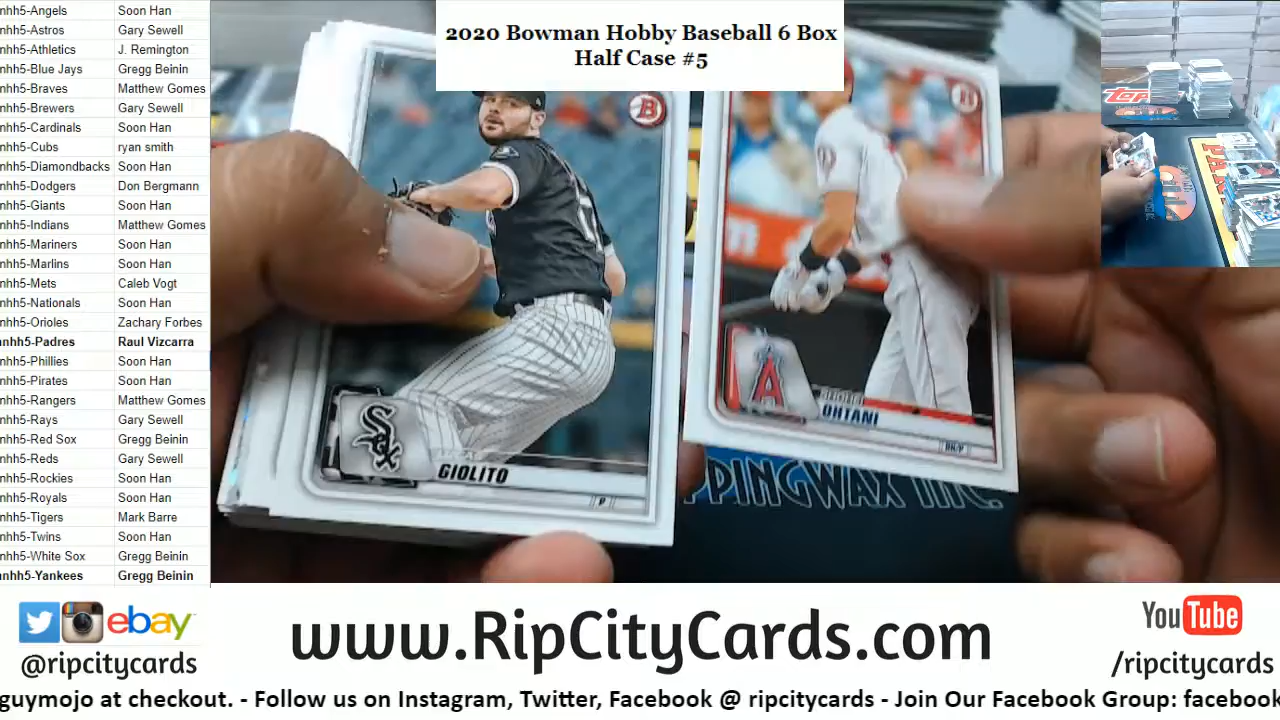 2020 Bowman Hobby Baseball 6 Box
Half Case #5
nhh5-Angels Soon Han
nhh5-Astros Gary Sewell
nhh5-Athletics J. Remington
nhh5-Blue Jays Gregg Beinin
nhh5-Braves Matthew Gomes
nhh5-Brewers Gary Sewell
nhh5-Cardinals Soon Han
nhh5-Cubs ryan smith
nhh5-Diamondbacks Soon Han
nhh5-Dodgers Don Bergmann
nhh5-Giants Soon Han
nhh5-Indians Matthew Gomes
nhh5-Mariners Soon Han
nhh5-Marlins Soon Han
nhh5-Mets Caleb Vogt
nhh5-Nationals Soon Han
nhh5-Orioles Zachary Forbes
nhh5-Padres Raul Vizcarra
nhh5-Phillies Soon Han
nhh5-Pirates Soon Han
nhh5-Rangers Matthew Gomes
nhh5-Rays Gary Sewell
nhh5-Red Sox Gregg Beinin
nhh5-Reds Gary Sewell
nhh5-Rockies Soon Han
nhh5-Royals Soon Han
nhh5-Tigers Mark Barre
nhh5-Twins Soon Han
nhh5-White Sox Gregg Beinin
nhh5-Yankees Gregg Beinin
B
Sox
GIOLITO
P
B
A
OHTANI
PPINGWAX INC.
Topps
ebay
@ripcitycards
www.RipCityCards.com
YouTube
/ripcitycards
guymojo at checkout. - Follow us on Instagram, Twitter, Facebook @ ripcitycards - Join Our Facebook Group: facebook